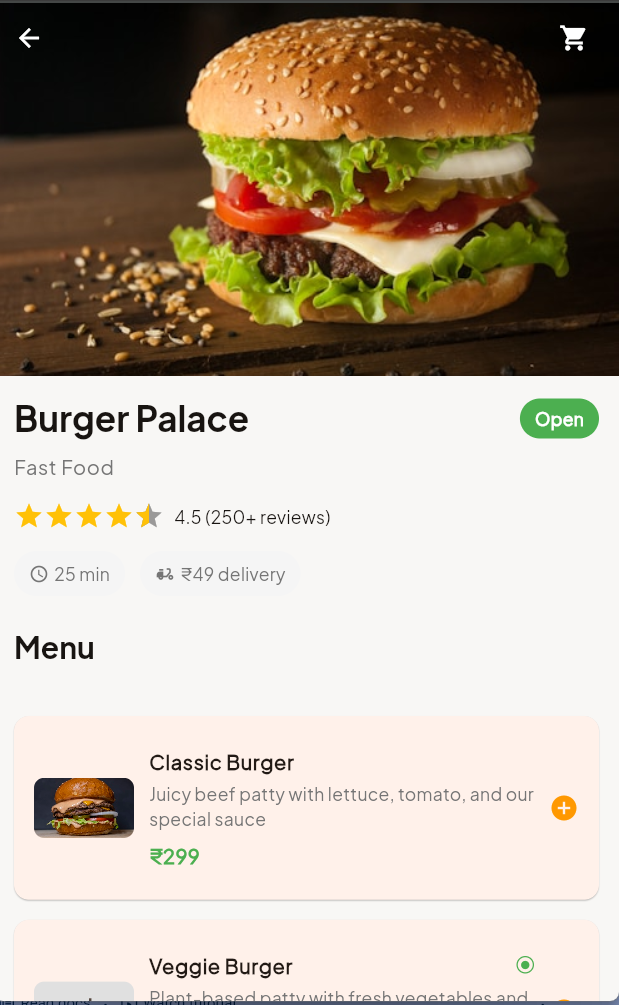 Burger Palace
Open
Fast Food
4.5 (250+ reviews)
25 min
₹49 delivery
Menu
Classic Burger
Juicy beef patty with lettuce, tomato, and our
special sauce
₹299
Veggie Burger
Plant-based patty with fresh vegetables and